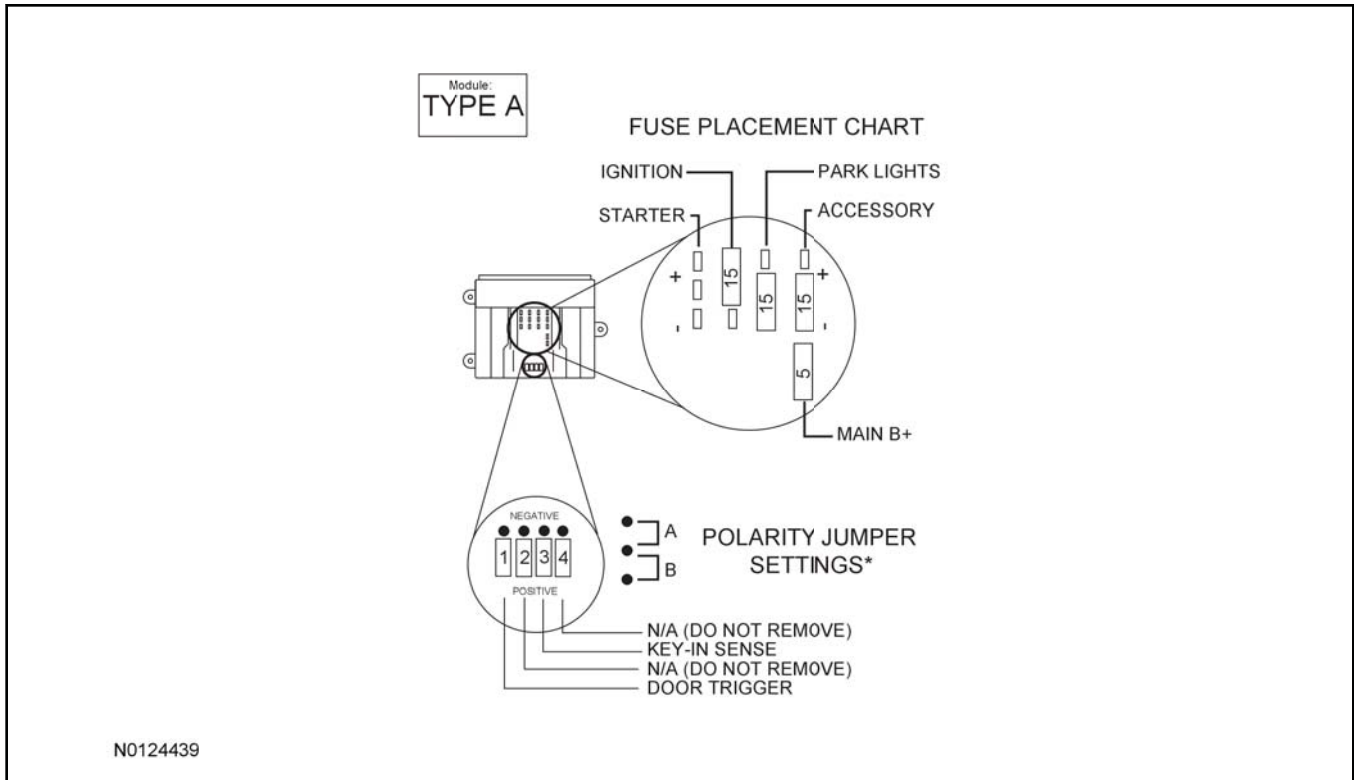 Module:
TYPE A
FUSE PLACEMENT CHART
IGNITION
PARK LIGHTS
STARTER
ACCESSORY
+
-
15
15
15
+
-
5
MAIN B+
NEGATIVE
1 2 3 4
POSITIVE
A
B
POLARITY JUMPER
SETTINGS*
N/A (DO NOT REMOVE)
KEY-IN SENSE
N/A (DO NOT REMOVE)
DOOR TRIGGER
N0124439